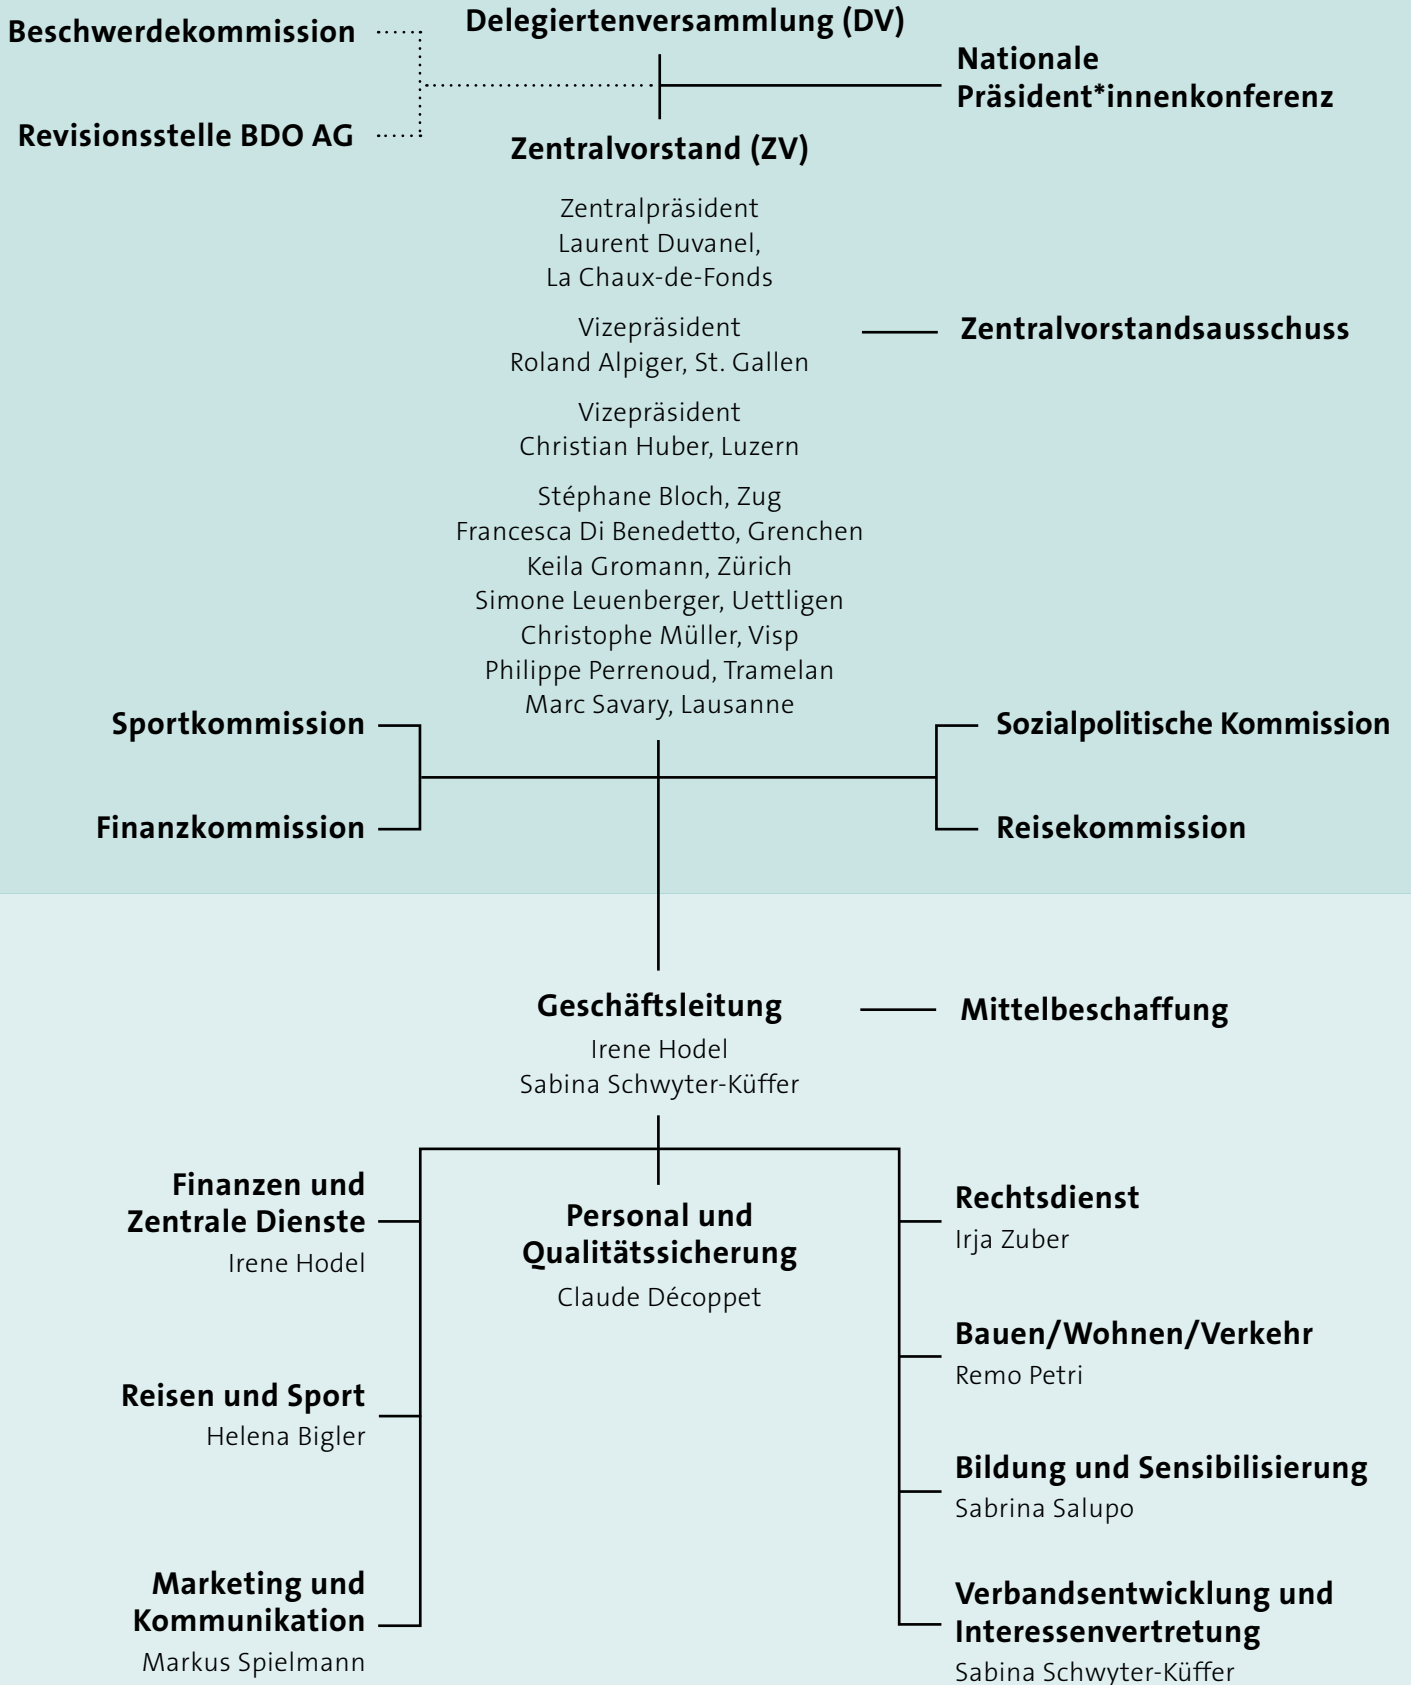 Beschwerdekommission
Delegiertenversammlung (DV)
Nationale
Präsident*innenkonferenz
Revisionsstelle BDO AG
Zentralvorstand (ZV)
Zentralpräsident
Laurent Duvanel,
La Chaux-de-Fonds
Vizepräsident
Roland Alpiger, St. Gallen
Zentralvorstandsausschuss
Vizepräsident
Christian Huber, Luzern
Stéphane Bloch, Zug
Francesca Di Benedetto, Grenchen
Keila Gromann, Zürich
Simone Leuenberger, Uettligen
Christophe Müller, Visp
Philippe Perrenoud, Tramelan
Marc Savary, Lausanne
Sportkommission
Sozialpolitische Kommission
Finanzkommission
Reisekommission
Geschäftsleitung
Irene Hodel
Sabina Schwyter-Küffer
Mittelbeschaffung
Finanzen und
Zentrale Dienste
Irene Hodel
Personal und
Qualitätssicherung
Claude Décoppet
Rechtsdienst
Irja Zuber
Bauen/Wohnen/Verkehr
Remo Petri
Reisen und Sport
Helena Bigler
Bildung und Sensibilisierung
Sabrina Salupo
Marketing und
Kommunikation
Markus Spielmann
Verbandsentwicklung und
Interessenvertretung
Sabina Schwyter-Küffer